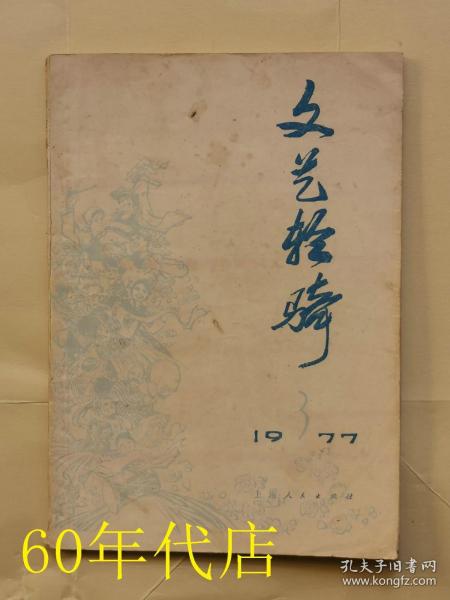 文艺轻骑
3
1977
上海人民出版社
60年代店
孔夫子旧书网
www.kongfz.com